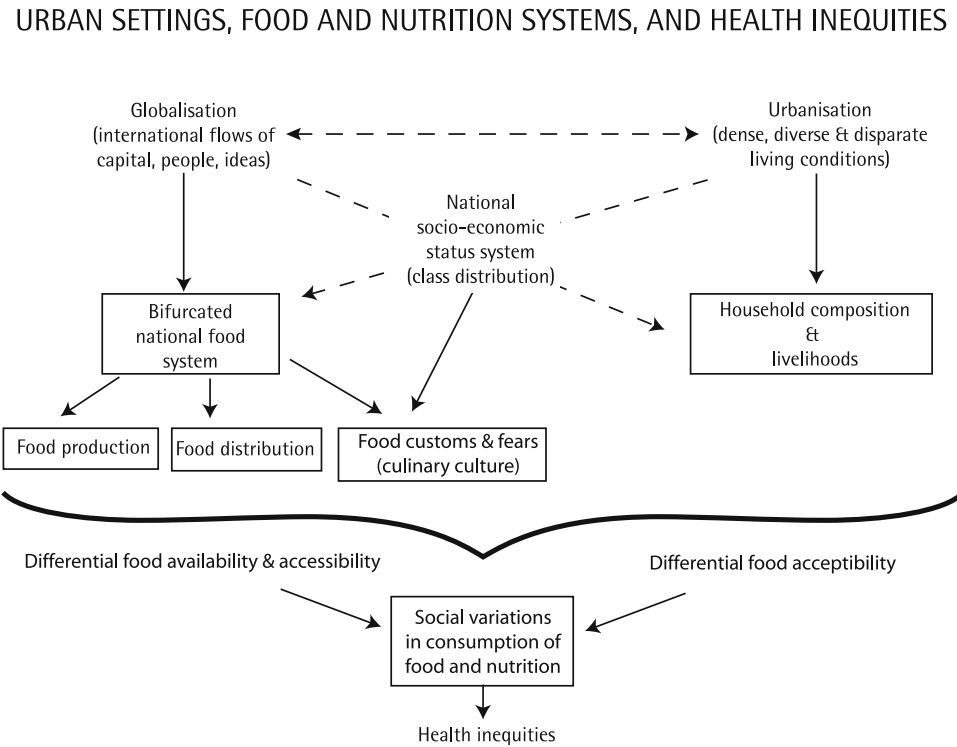 URBAN SETTINGS, FOOD AND NUTRITION SYSTEMS, AND HEALTH INEQUITIES
Globalisation
(international flows of
capital, people, ideas)
Urbanisation
(dense, diverse & disparate
living conditions)
National
socio-economic
status system
(class distribution)
Bifurcated
national food
system
Household composition
&
livelihoods
Food production
Food distribution
Food customs & fears
(culinary culture)
Differential food availability & accessibility
Differential food acceptibility
Social variations
in consumption of
food and nutrition
Health inequities